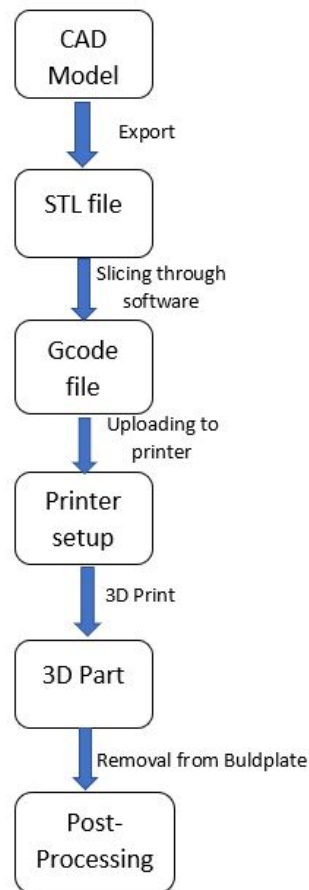 CAD
Model
Export
STL file
Slicing through
software
Gcode
file
Uploading to
printer
Printer
setup
3D Print
3D Part
Removal from Buldplate
Post-
Processing